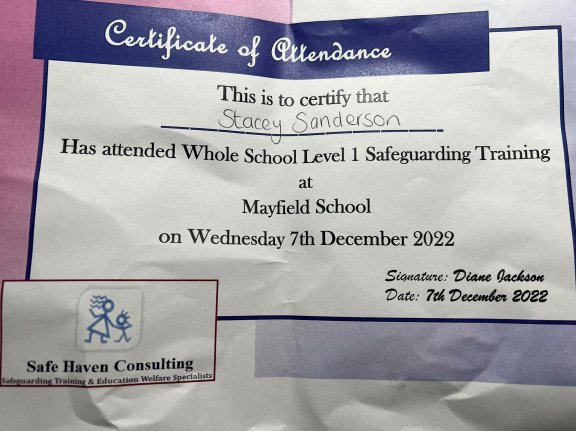 Certificate of Attendance
This is to certify that
Stacey Sanderson
Has attended Whole School Level 1 Safeguarding Training
at
Mayfield School
on Wednesday 7th December 2022
Signature: Diane Jackson
Date: 7th December 2022
Safe Haven Consulting
Safeguarding Training & Education Welfare Specialists